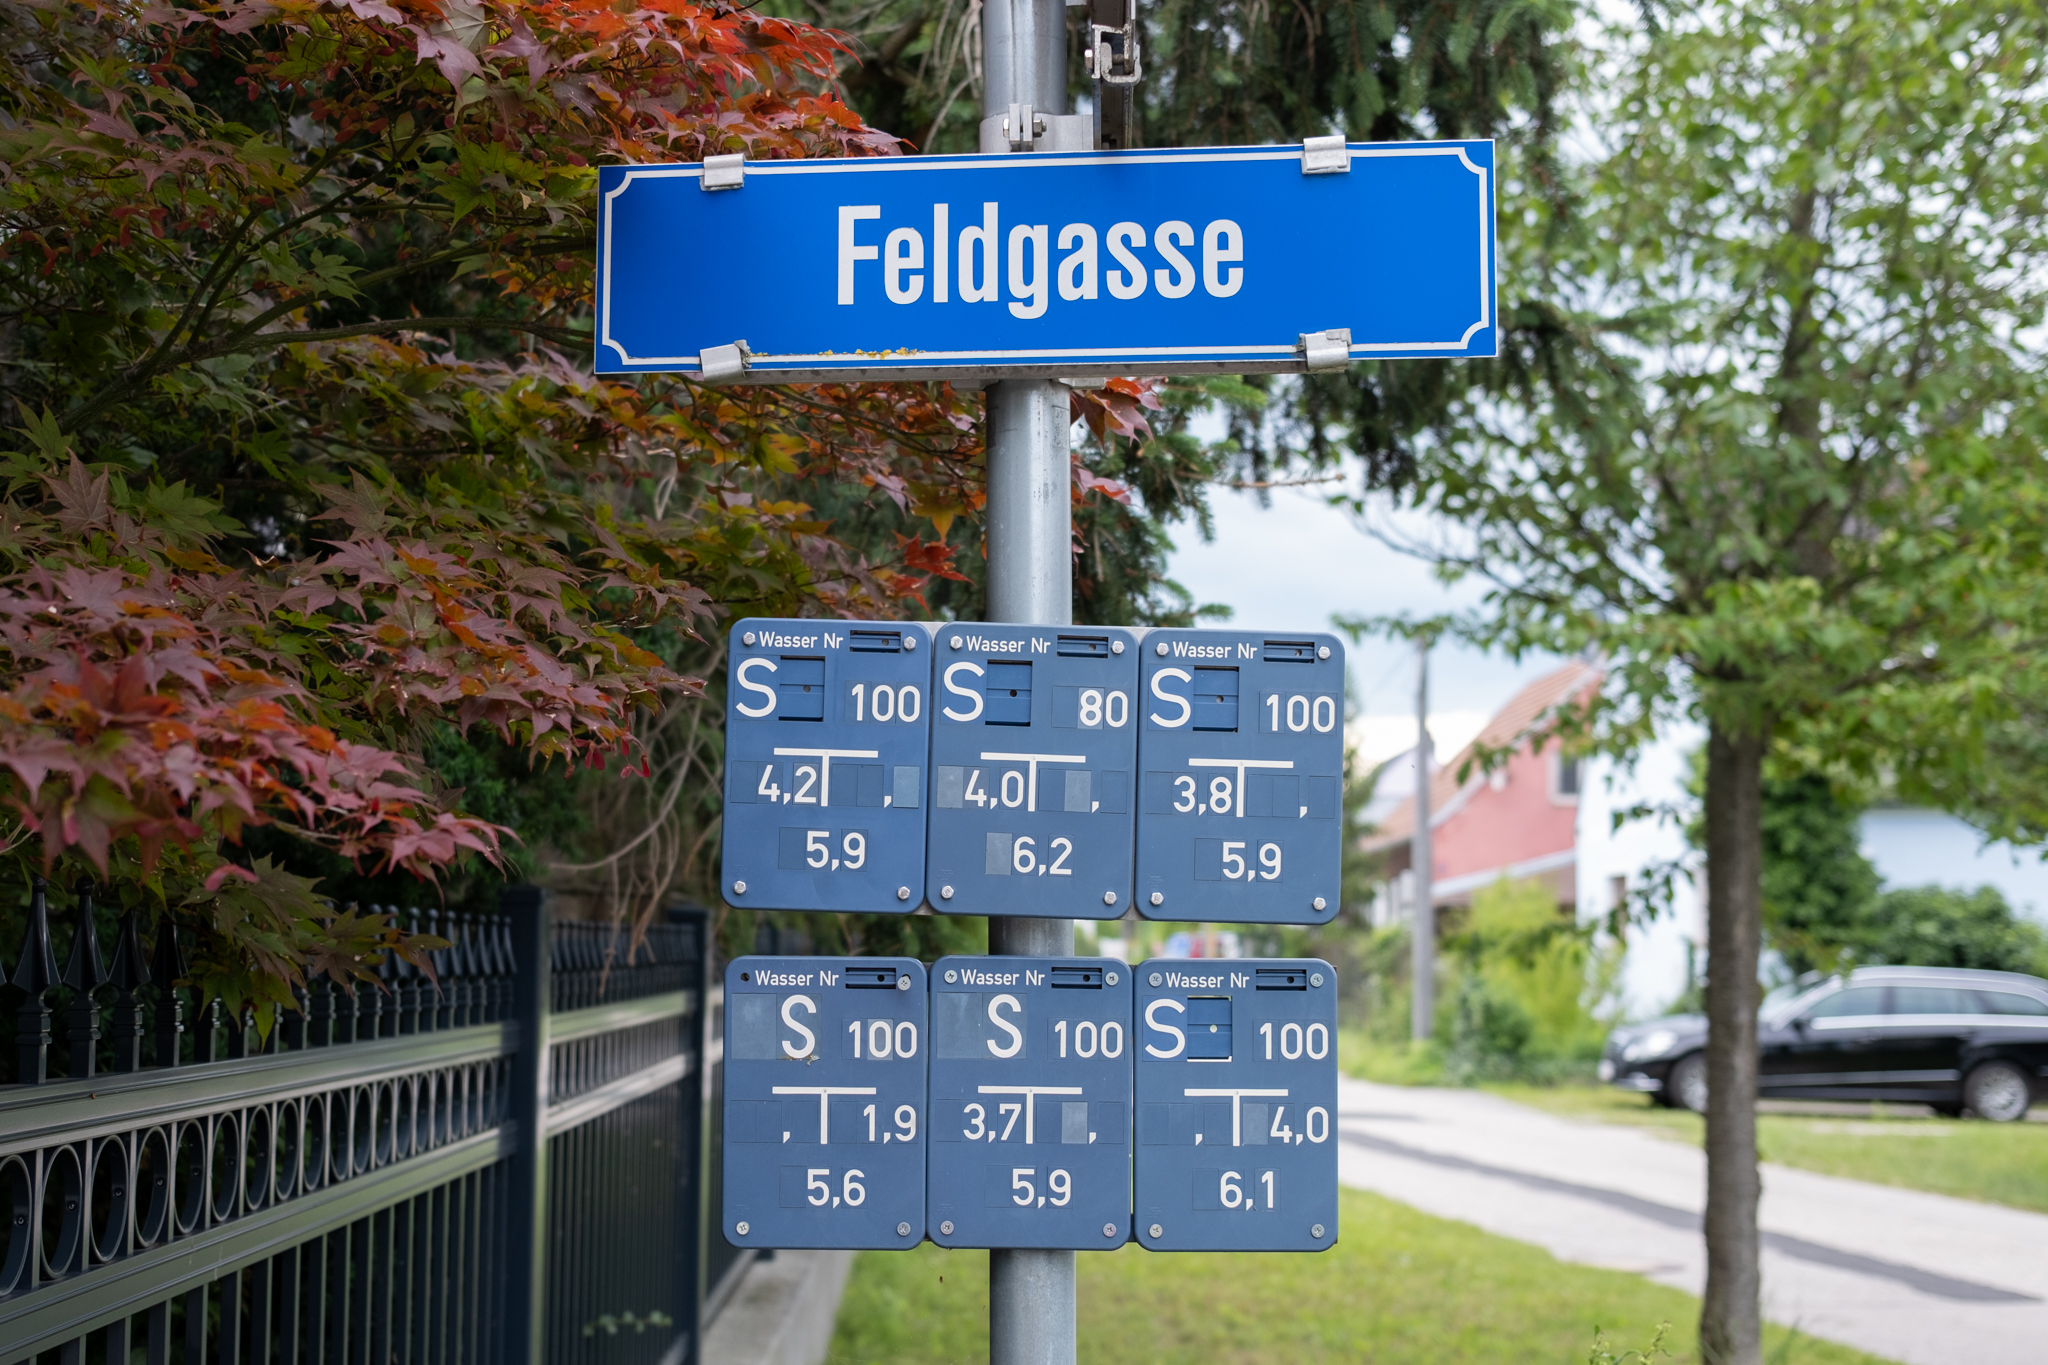 Feldgasse
Wasser Nr
S 100
4,2 ,
5,9
Wasser Nr
S 80
4,0 ,
6,2
Wasser Nr
S 100
3,8 ,
5,9
Wasser Nr
S 100
, 1,9
5,6
Wasser Nr
S 100
3,7 ,
5,9
Wasser Nr
S 100
, 4,0
6,1